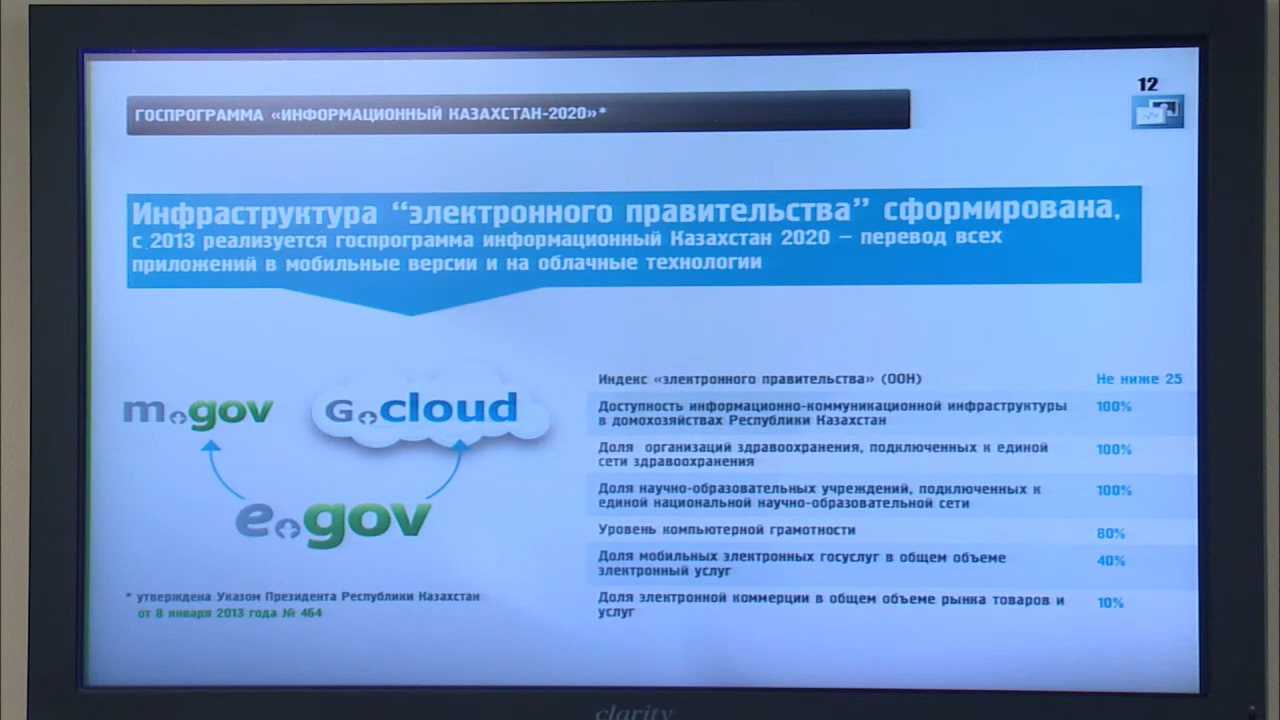 12
ГОСПРОГРАММА «ИНФОРМАЦИОННЫЙ КАЗАХСТАН-2020»*
Инфраструктура “электронного правительства” сформирована,
с 2013 реализуется госпрограмма информационный Казахстан 2020 – перевод всех
приложений в мобильные версии и на облачные технологии
m.gov
G.cloud
e.gov
* утверждена Указом Президента Республики Казахстан
от 8 января 2013 года № 464
Индекс «электронного правительства» (ООН) Не ниже 25
Доступность информационно-коммуникационной инфраструктуры
в домохозяйствах Республики Казахстан 100%
Доля организаций здравоохранения, подключенных к единой
сети здравоохранения 100%
Доля научно-образовательных учреждений, подключенных к
единой национальной научно-образовательной сети 100%
Уровень компьютерной грамотности 80%
Доля мобильных электронных госуслуг в общем объеме
электронный услуг 40%
Доля электронной коммерции в общем объеме рынка товаров и
услуг 10%
clarity